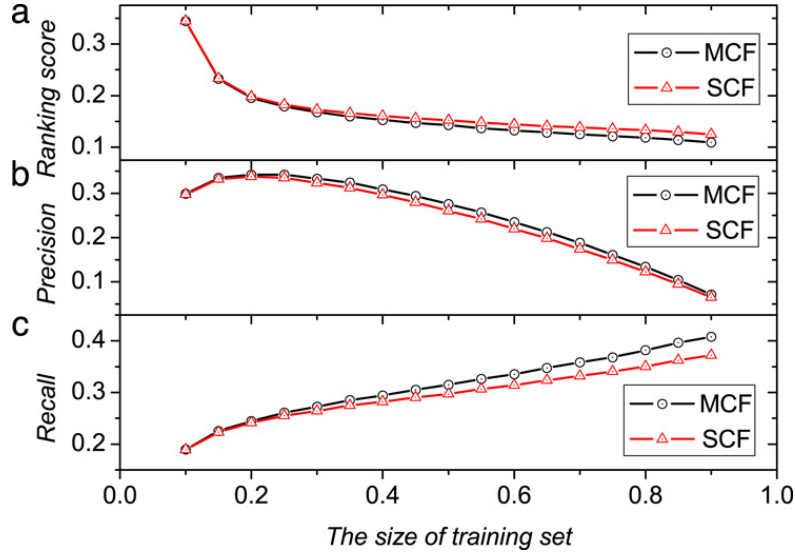 a
Ranking score
0.3
0.2
0.1
MCF
SCF
b
Precision
0.3
0.2
0.1
MCF
SCF
c
Recall
0.4
0.3
0.2
MCF
SCF
0.0 0.2 0.4 0.6 0.8 1.0
The size of training set